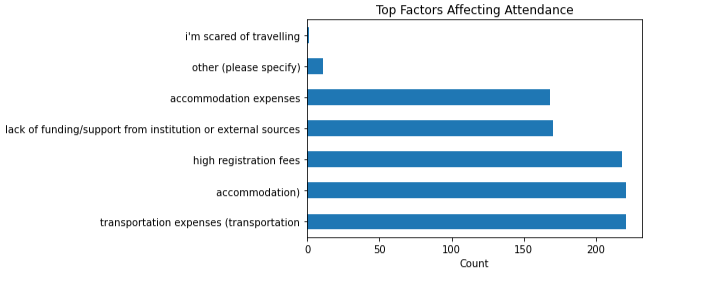 Top Factors Affecting Attendance
i'm scared of travelling
other (please specify)
accommodation expenses
lack of funding/support from institution or external sources
high registration fees
accommodation)
transportation expenses (transportation
0 50 100 150 200
Count